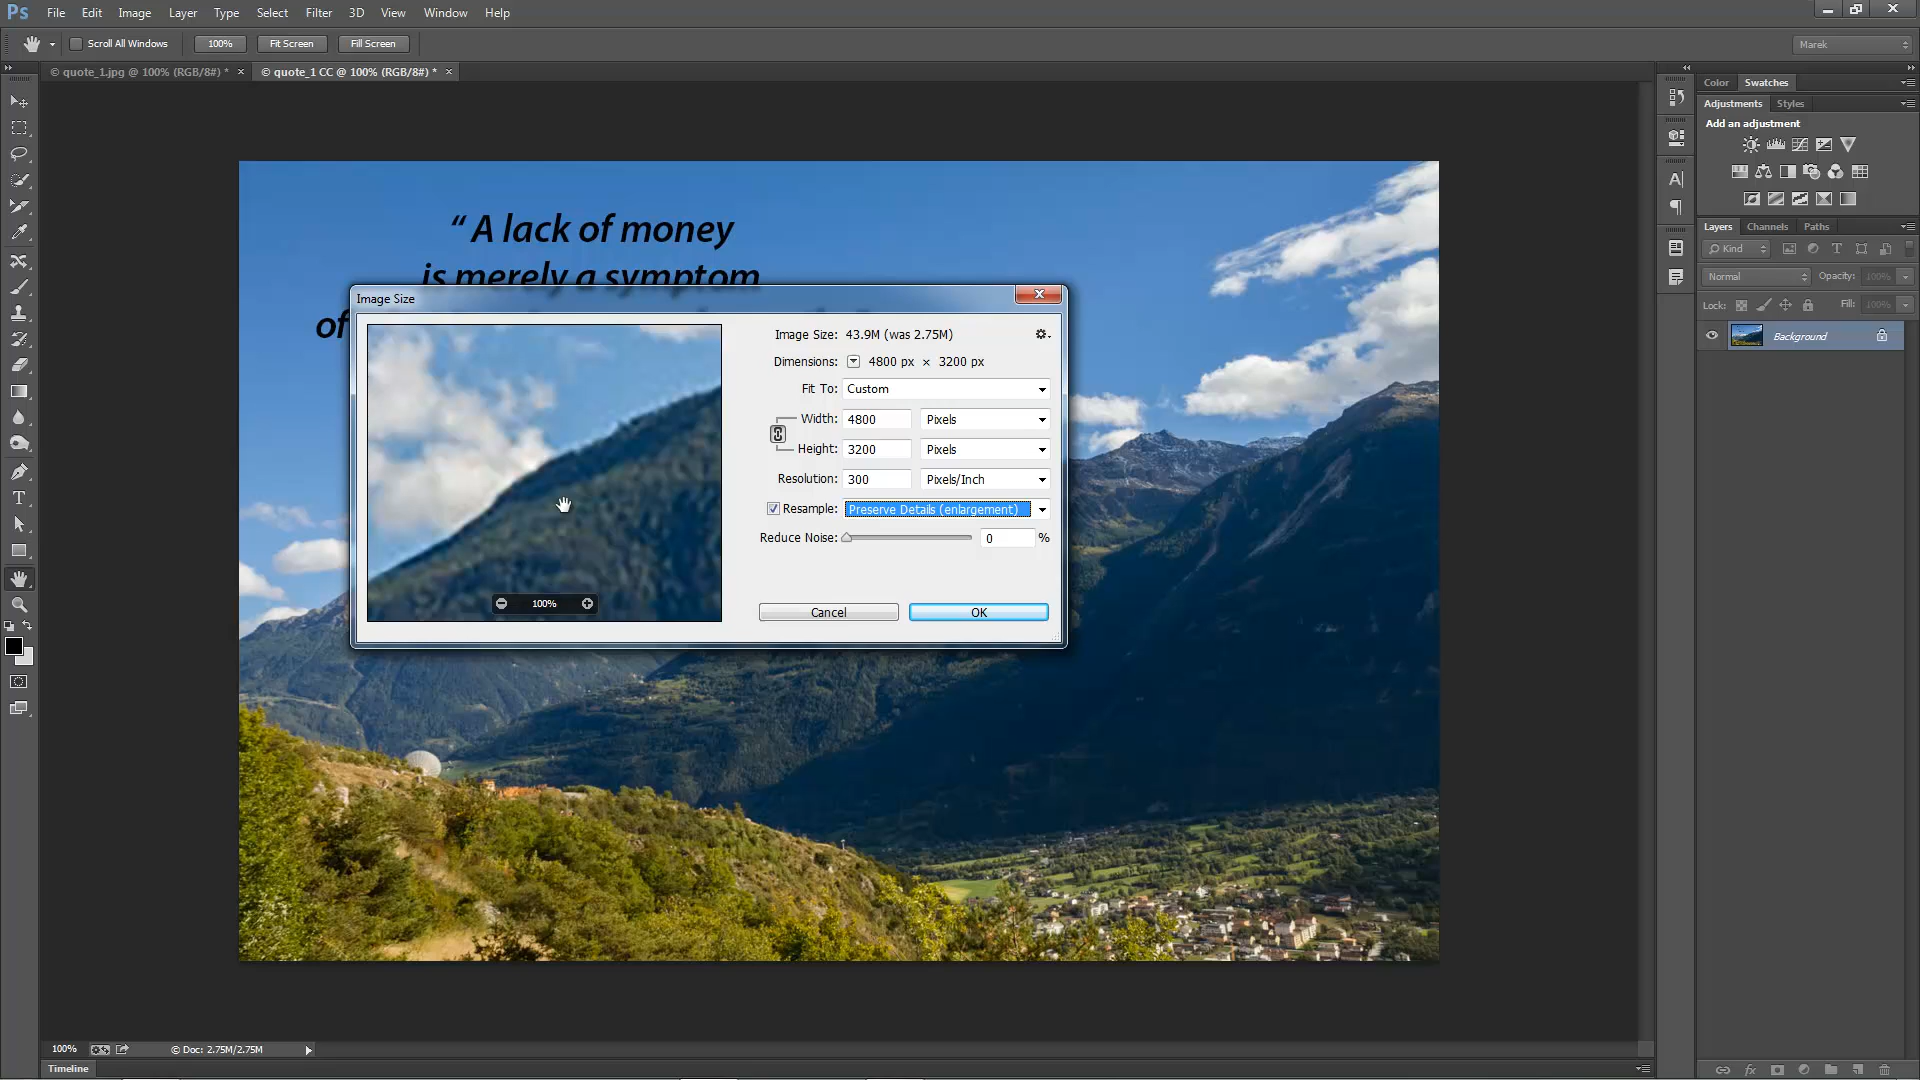 Ps File Edit Image Layer Type Select Filter 3D View Window Help
Scroll All Windows 100% Fit Screen Fill Screen Marek
© quote_1.jpg @ 100% (RGB/8#) * × © quote_1 CC @ 100% (RGB/8#) * ×
Color Swatches
Adjustments Styles
Add an adjustment
Layers Channels Paths
Kind
Normal Opacity: 100%
Lock: Fill: 100%
Background
“ A lack of money
is merely a symptom
of
Image Size
Image Size: 43.9M (was 2.75M)
Dimensions: 4800 px × 3200 px
Fit To: Custom
Width: 4800 Pixels
Height: 3200 Pixels
Resolution: 300 Pixels/Inch
Resample: Preserve Details (enlargement)
Reduce Noise: 0 %
100%
Cancel OK
100% © Doc: 2.75M/2.75M
Timeline